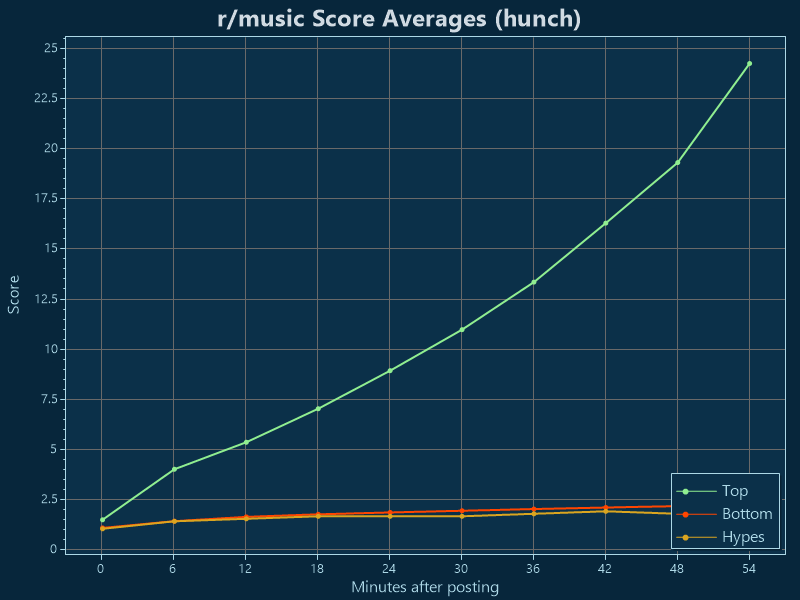 r/music Score Averages (hunch)
25
22.5
20
17.5
15
12.5
10
7.5
5
2.5
0
Score
0 6 12 18 24 30 36 42 48 54
Minutes after posting
Top
Bottom
Hypes